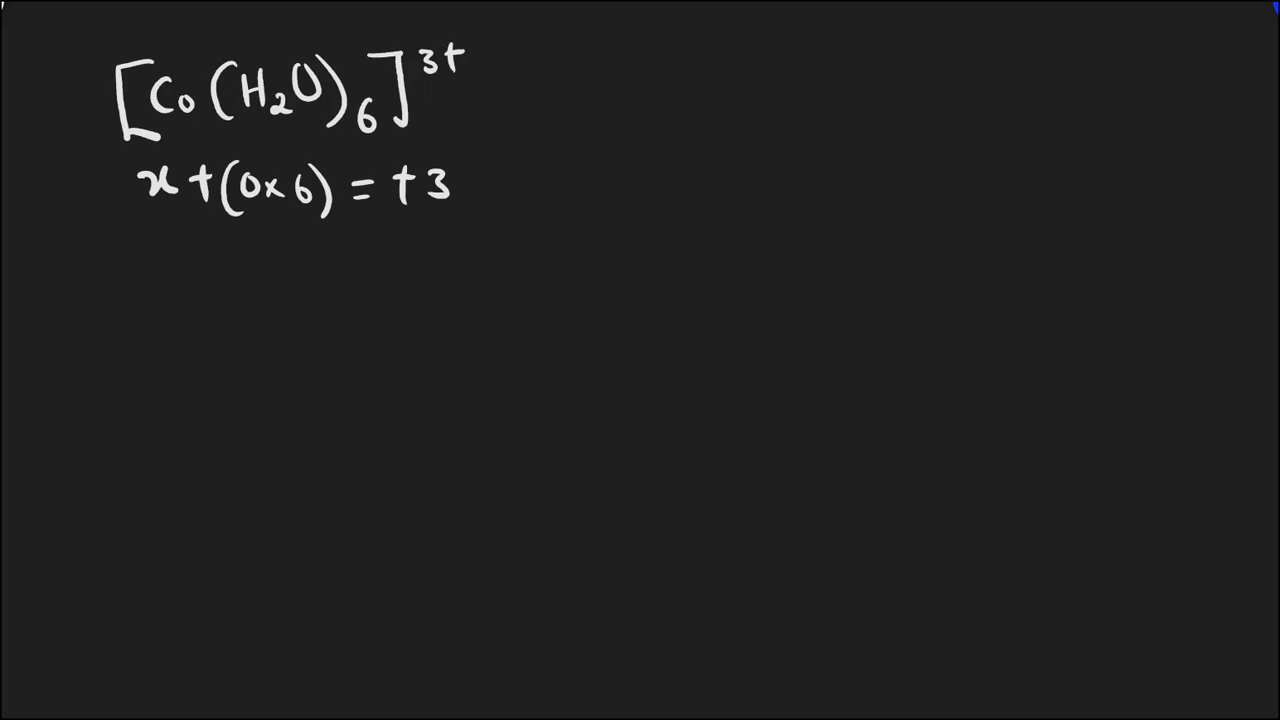 [Co(H₂O)₆]³⁺
x+(0×6) = +3